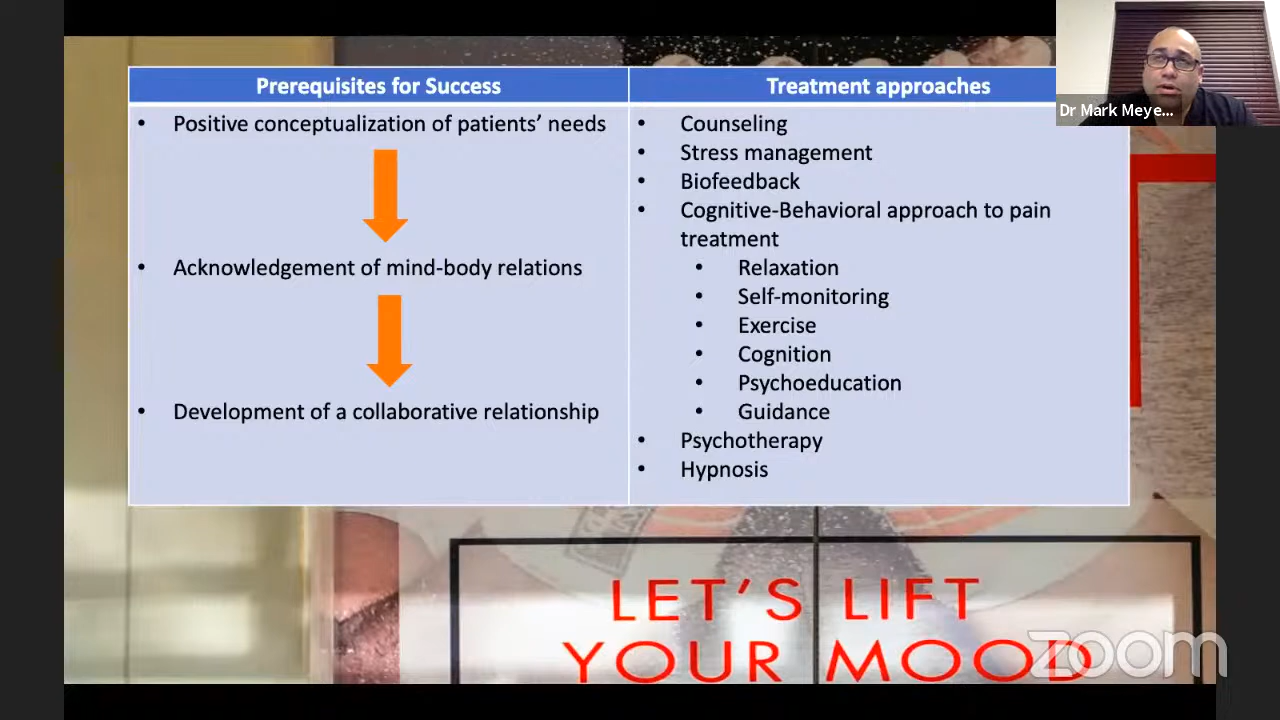 Prerequisites for Success
Treatment approaches
• Positive conceptualization of patients’ needs
• Acknowledgement of mind-body relations
• Development of a collaborative relationship
• Counseling
• Stress management
• Biofeedback
• Cognitive-Behavioral approach to pain
treatment
• Relaxation
• Self-monitoring
• Exercise
• Cognition
• Psychoeducation
• Guidance
• Psychotherapy
• Hypnosis
Dr Mark Meye...
LET'S LIFT
YOUR MOOD
zoom